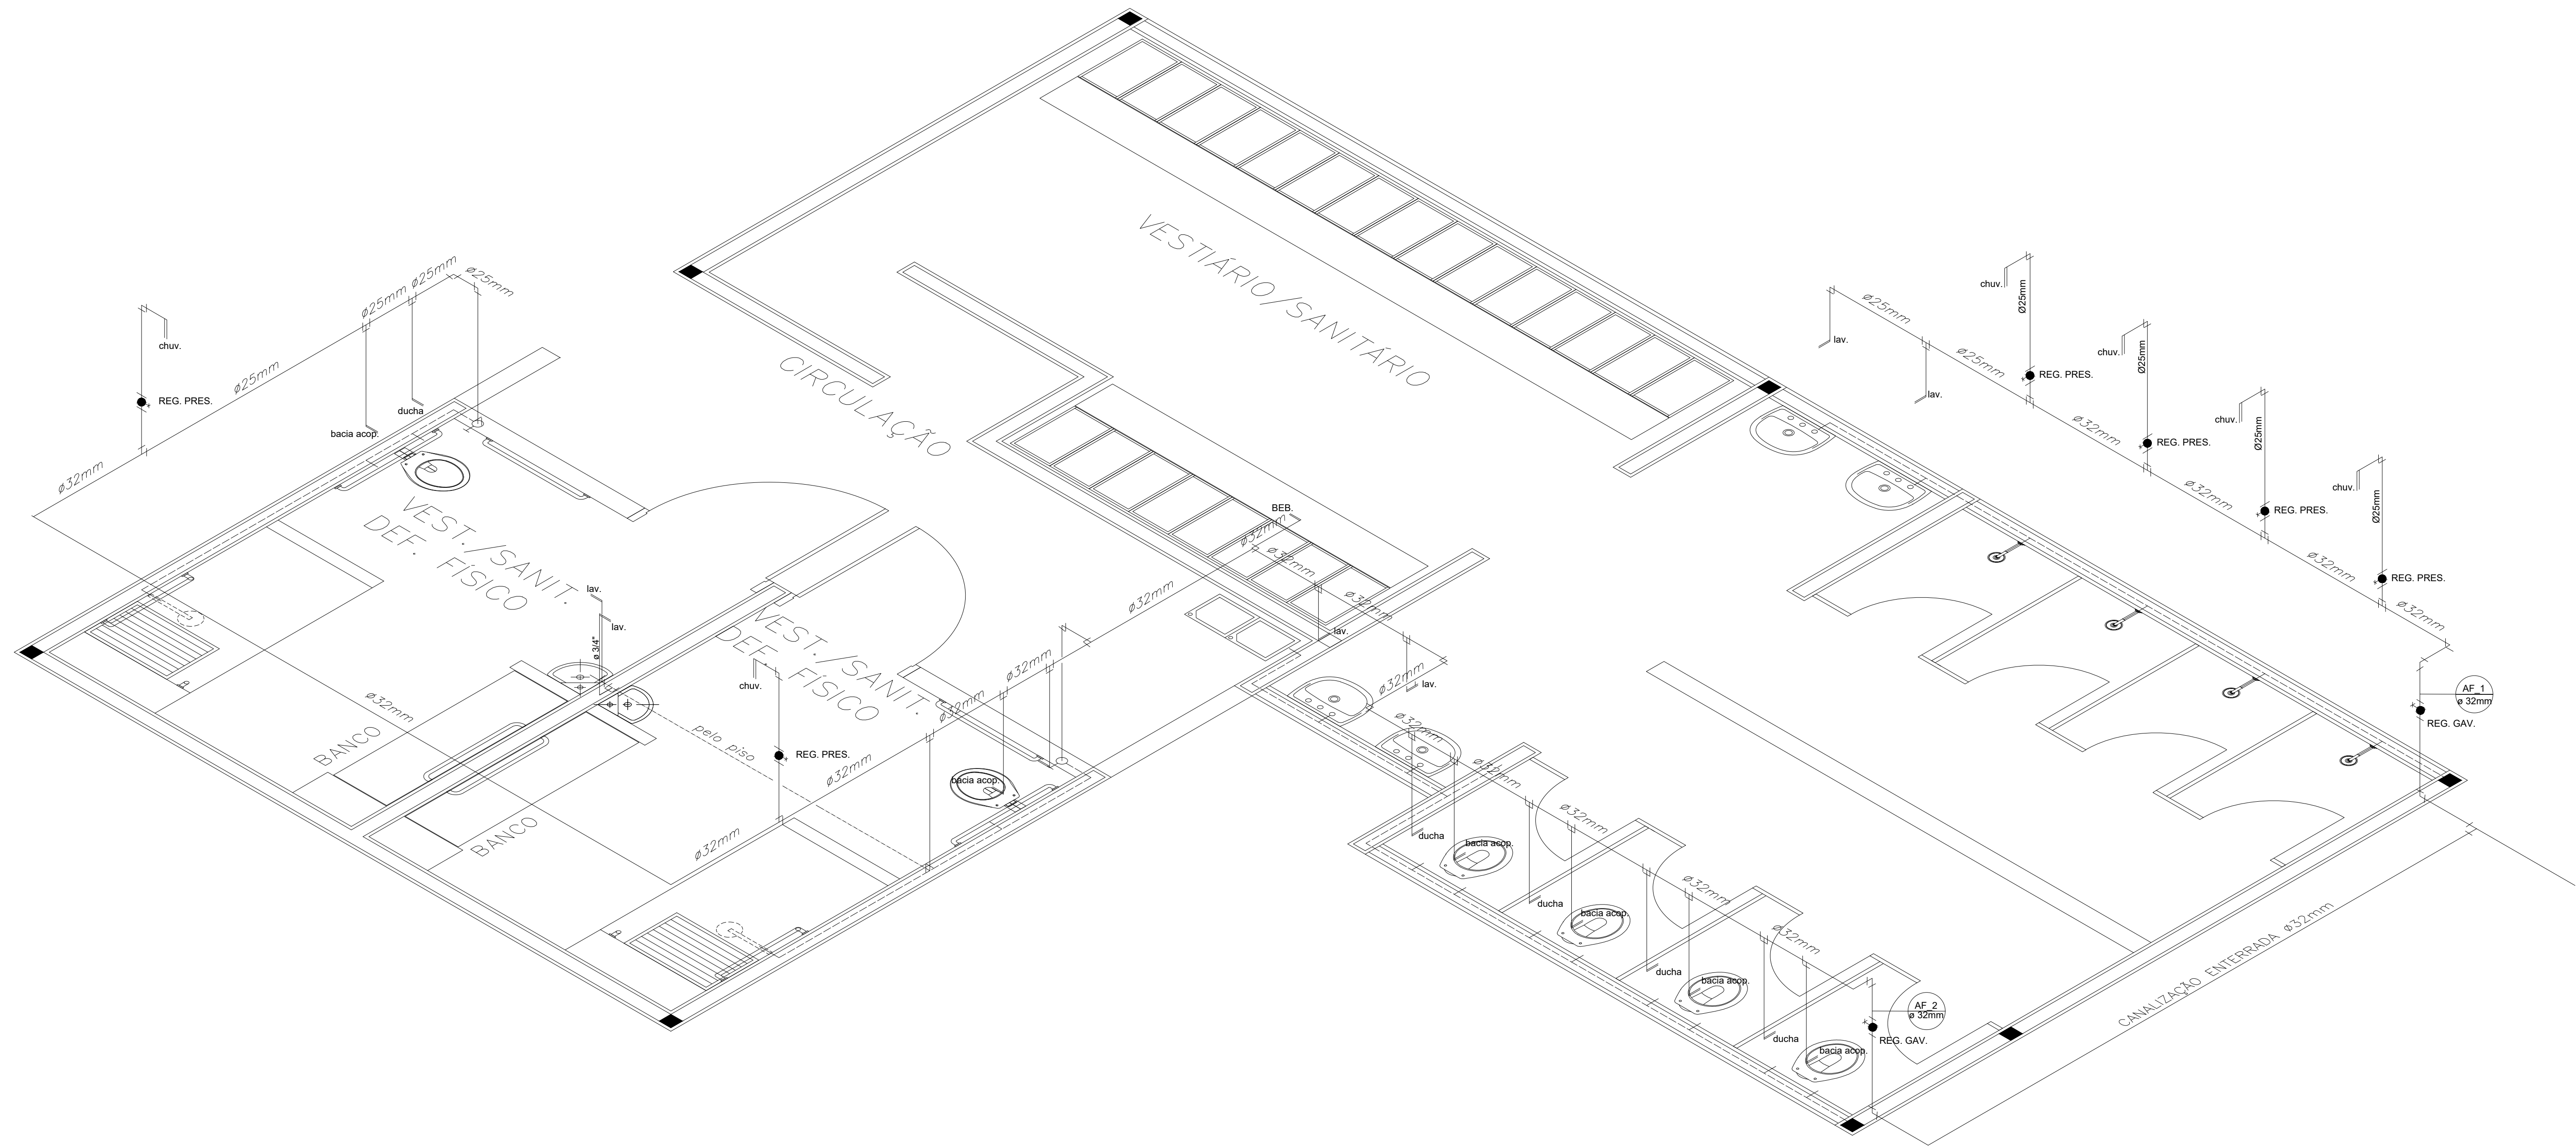 VESTIÁRIO/SANITÁRIO
CIRCULAÇÃO
ø25mm
ø25mm
ø25mm
ø25mm
ø32mm
chuv.
REG. PRES.
ducha
bacia acop.
VEST./SANIT.
DEF. FÍSICO
lav.
lav.
ø 3/4"
VEST./SANIT.
DEF. FÍSICO
chuv.
REG. PRES.
pelo piso
ø32mm
BANCO
BANCO
ø32mm
ø32mm
ø32mm
ø32mm
ø32mm
bacia acop.
BEB.
ø32mm
ø32mm
ø32mm
lav.
ø32mm
lav.
ø32mm
ø32mm
ø32mm
ø32mm
ø32mm
ducha
bacia acop.
ducha
bacia acop.
ducha
bacia acop.
ducha
bacia acop.
AF_2
ø 32mm
REG. GAV.
lav.
ø25mm
lav.
ø25mm
chuv.
Ø25mm
REG. PRES.
ø32mm
chuv.
Ø25mm
REG. PRES.
ø32mm
chuv.
Ø25mm
REG. PRES.
ø32mm
chuv.
Ø25mm
REG. PRES.
ø32mm
AF_1
ø 32mm
REG. GAV.
CANALIZAÇÃO ENTERRADA ø32mm